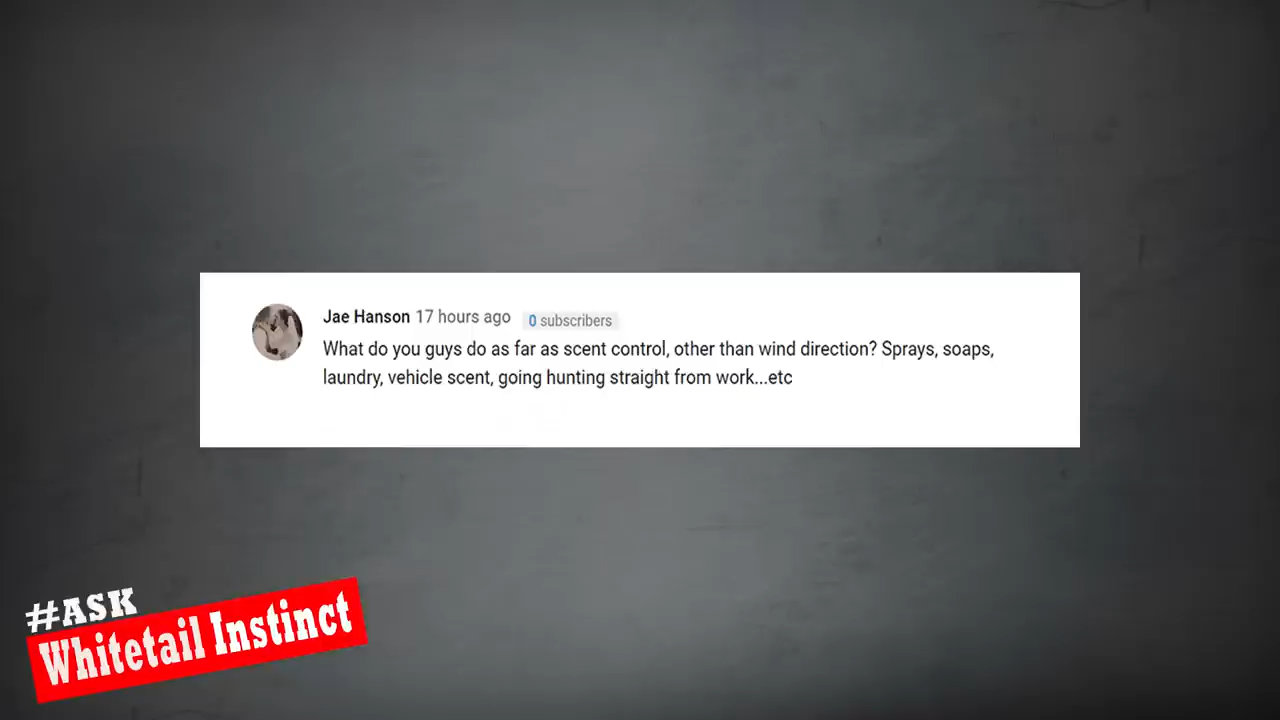 Jae Hanson 17 hours ago 0 subscribers
What do you guys do as far as scent control, other than wind direction? Sprays, soaps,
laundry, vehicle scent, going hunting straight from work...etc
#ASK
Whitetail Instinct